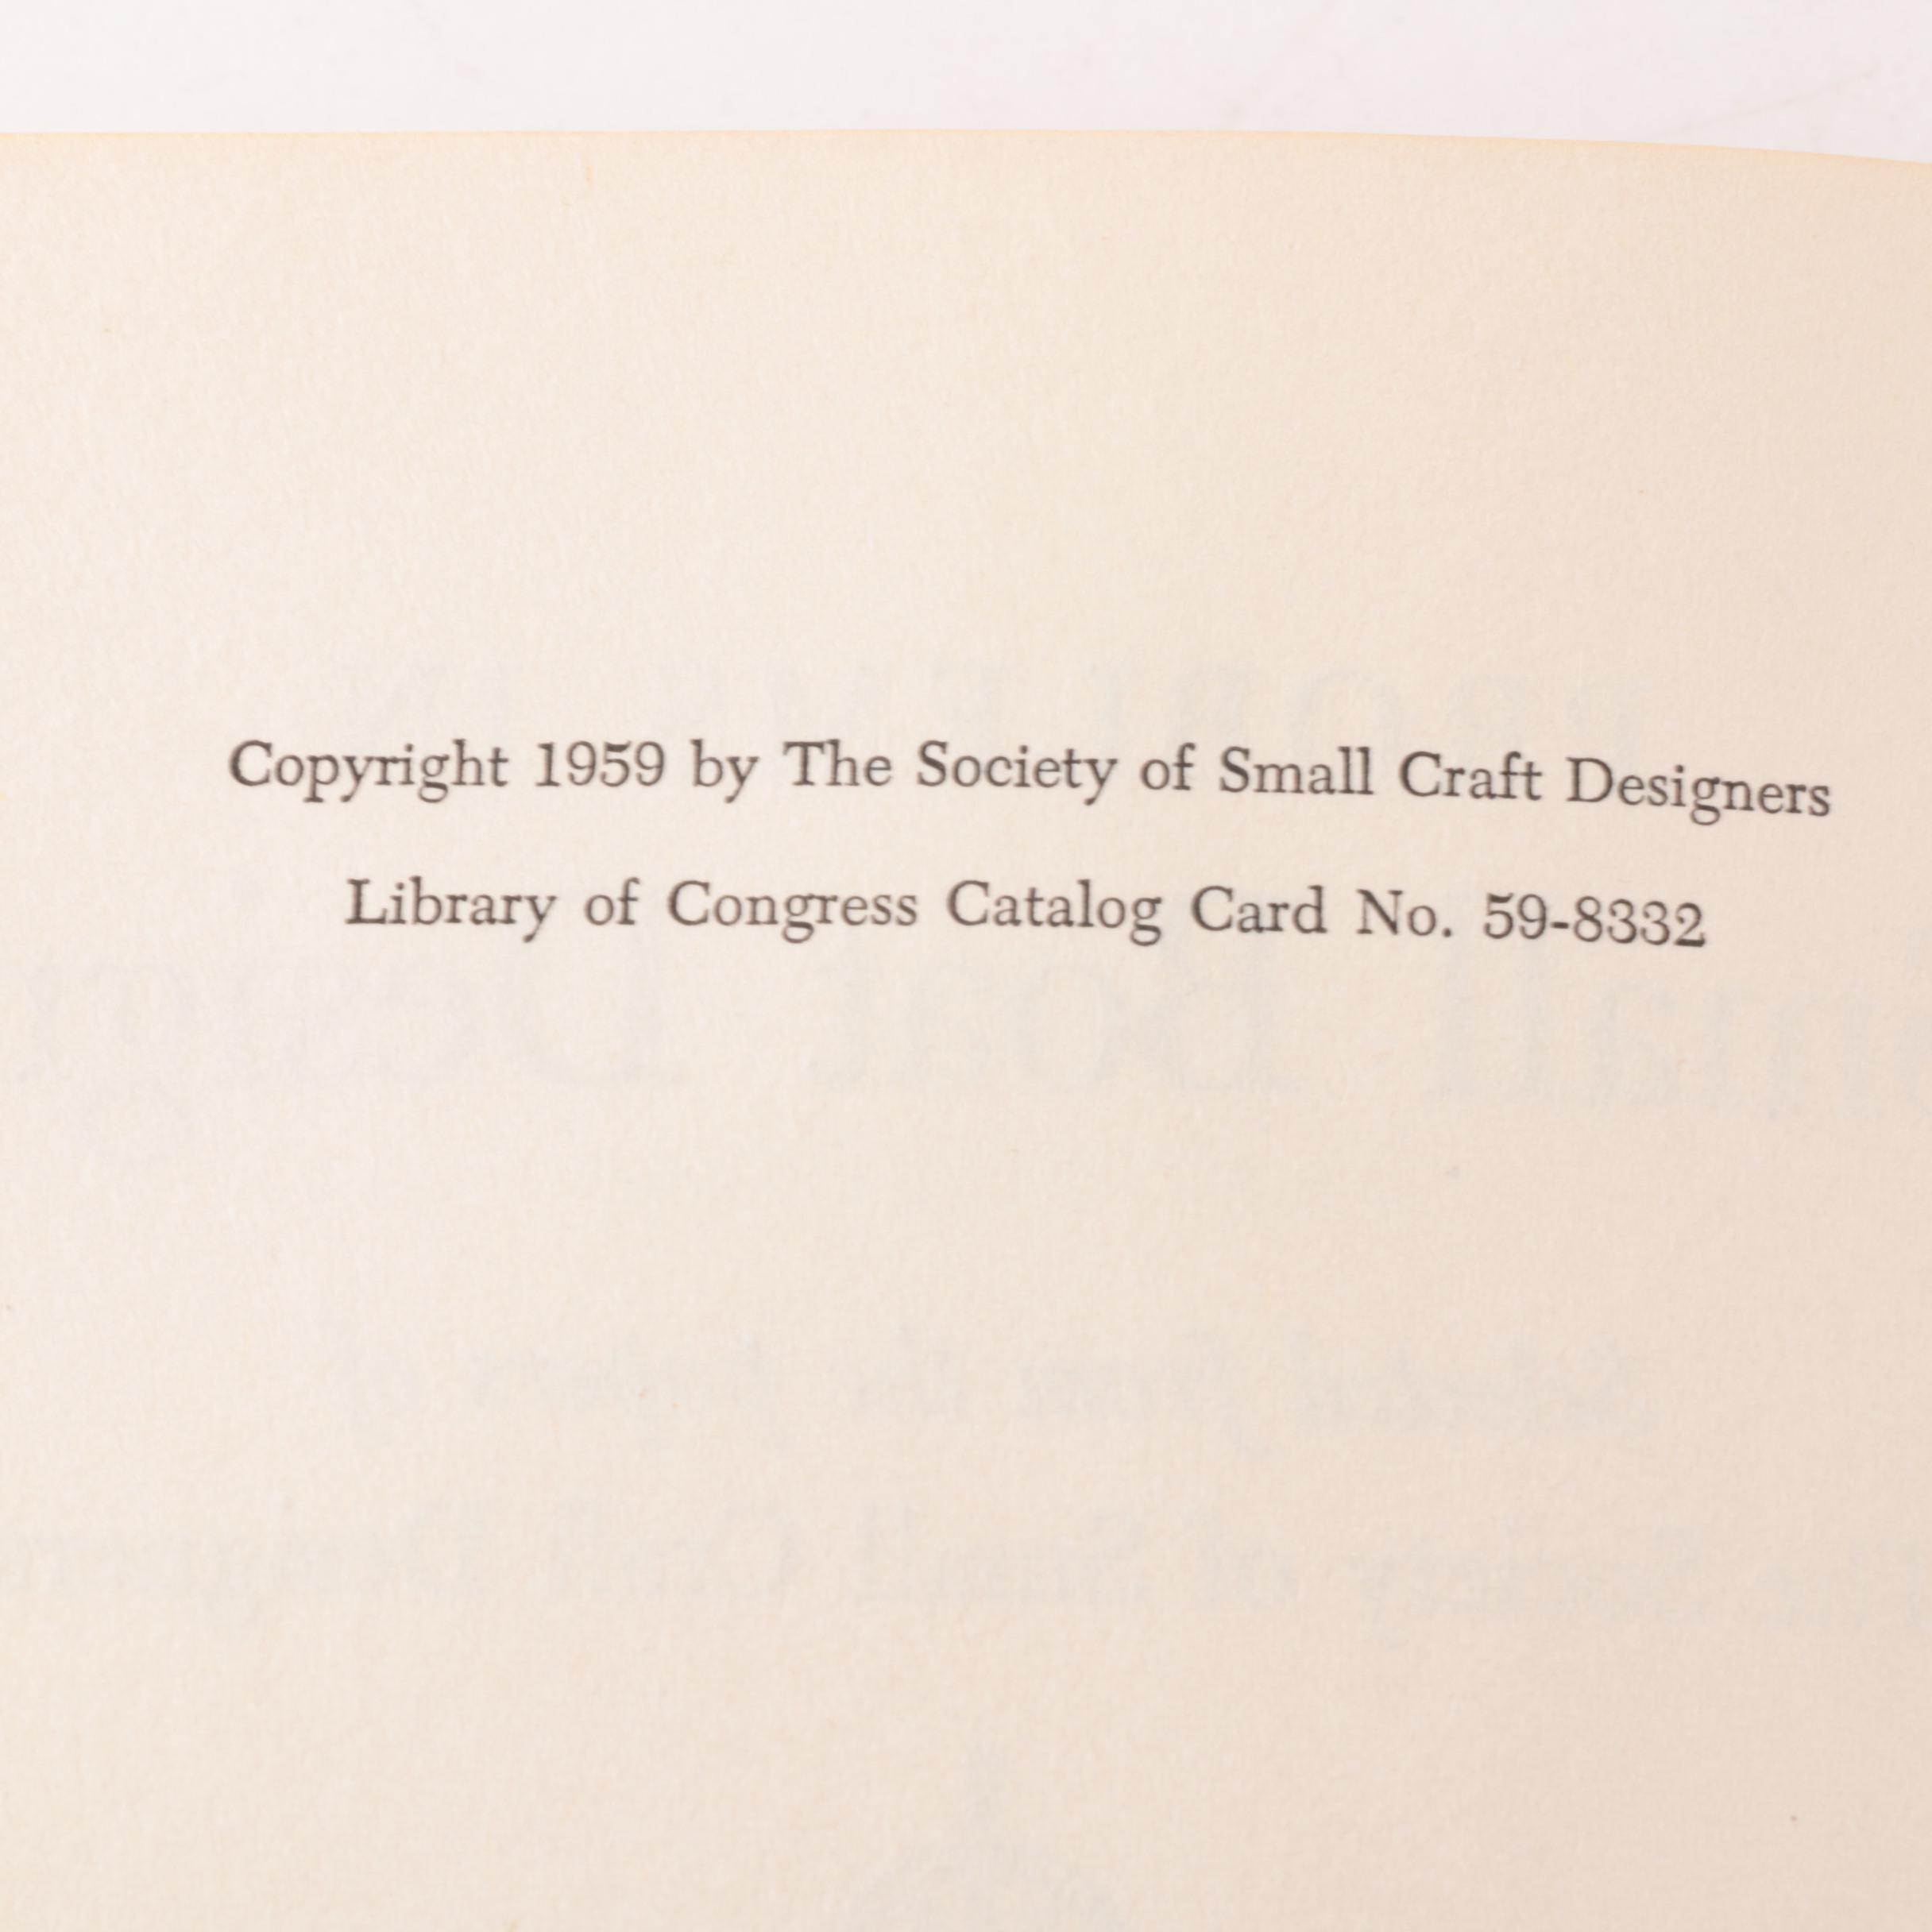 Copyright 1959 by The Society of Small Craft Designers
Library of Congress Catalog Card No. 59-8332